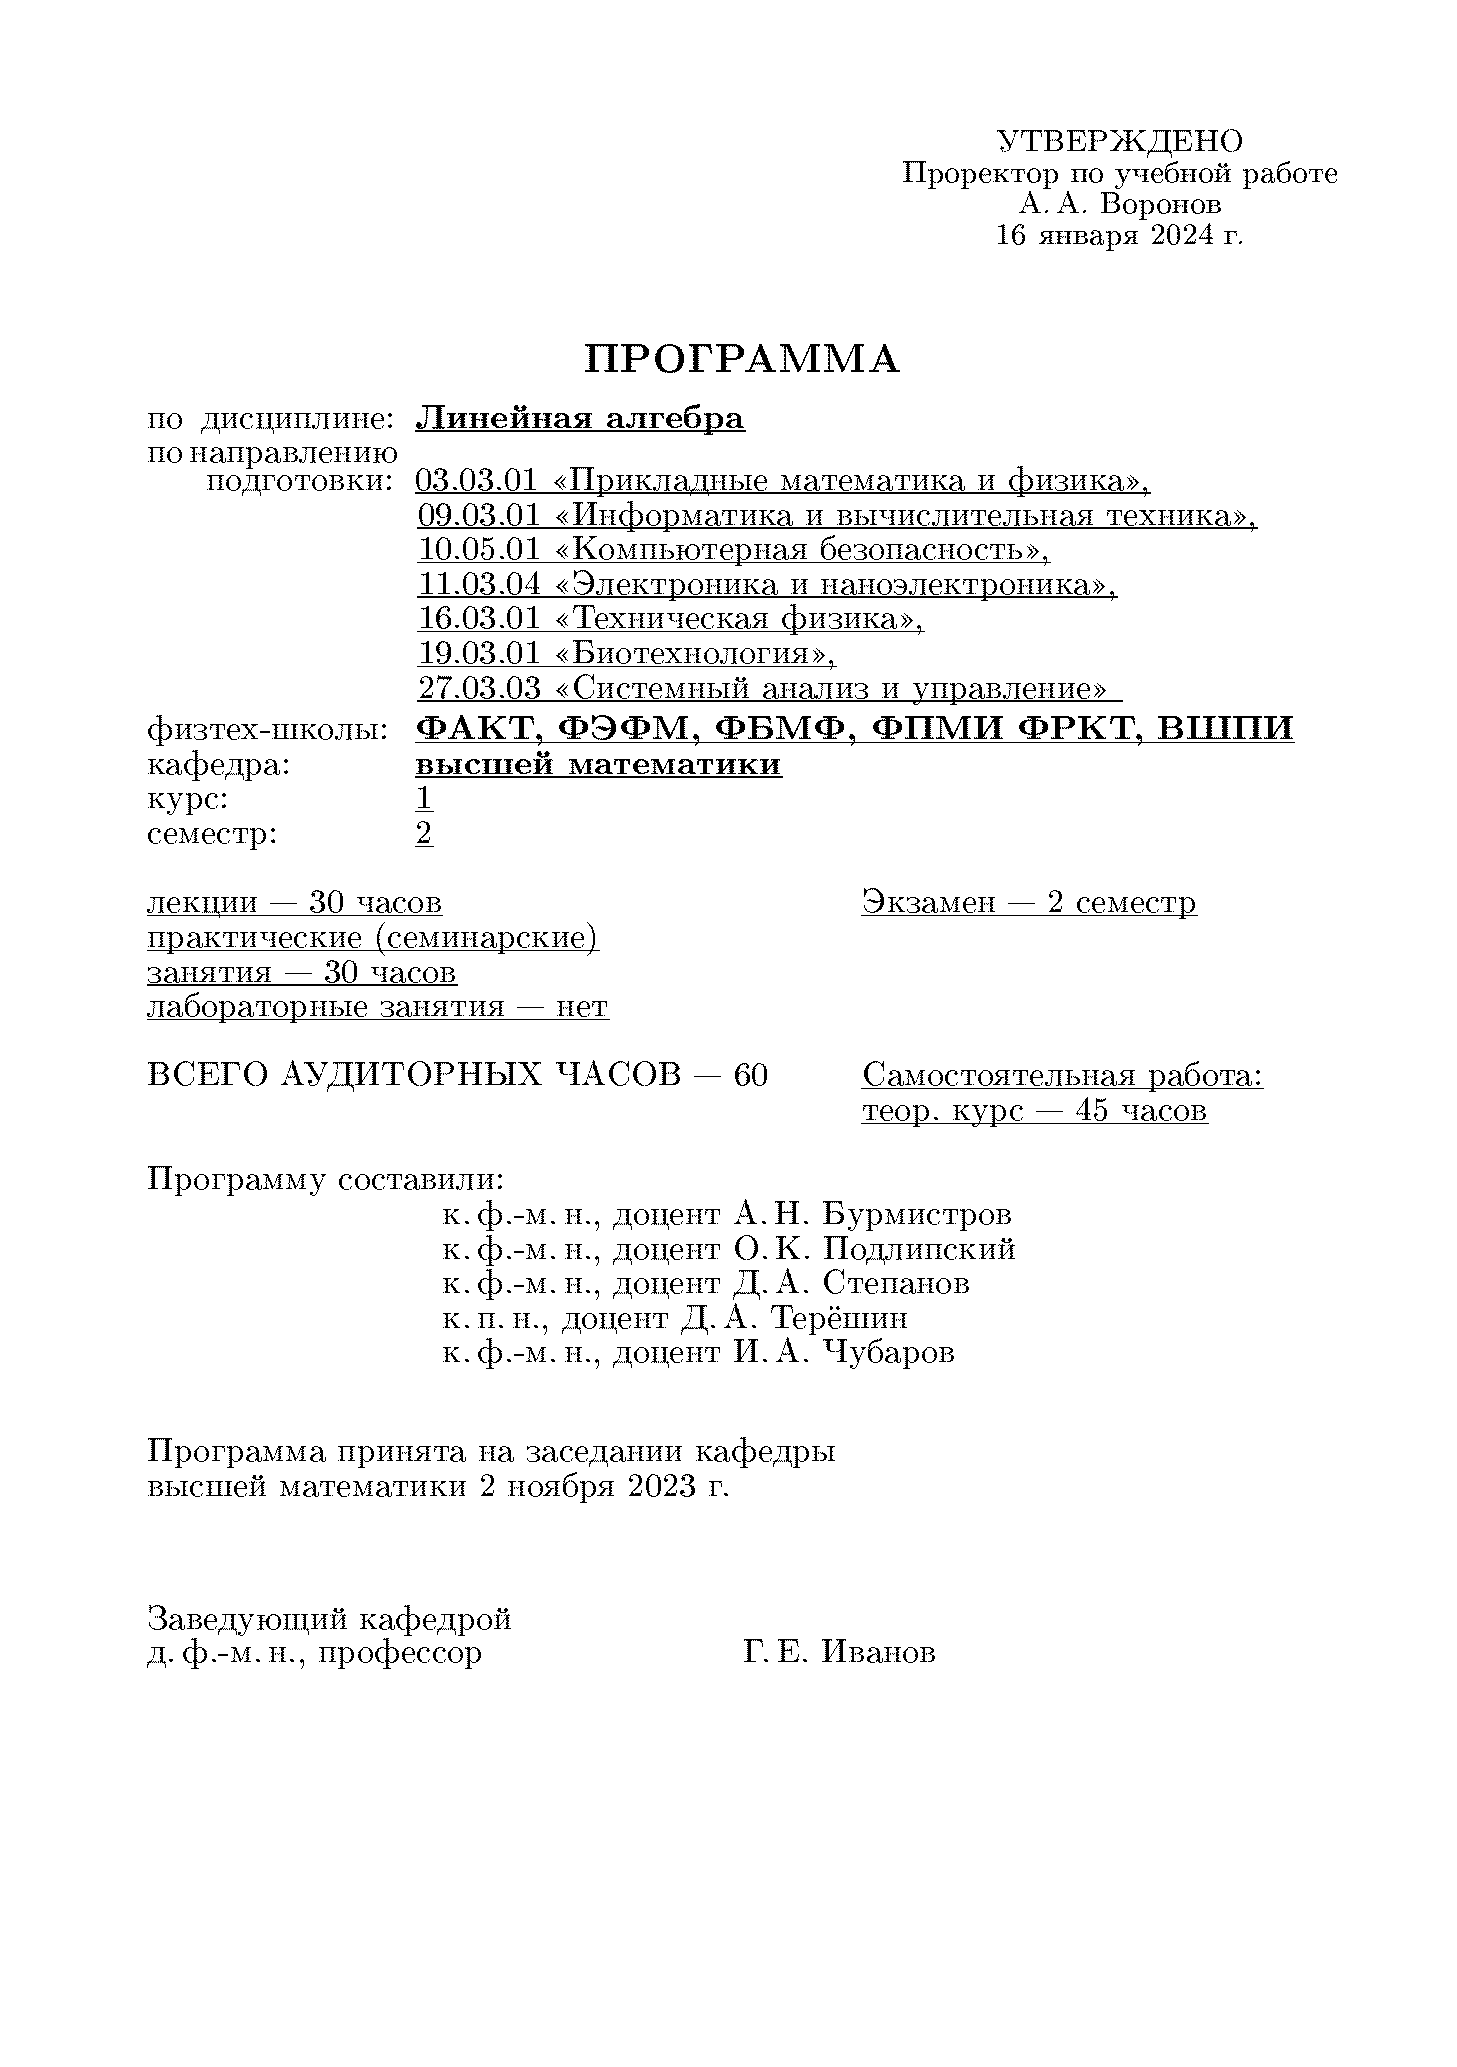 УТВЕРЖДЕНО
Проректор по учебной работе
А. А. Воронов
16 января 2024 г.
ПРОГРАММА
по дисциплине: Линейная алгебра
по направлению
подготовки: 03.03.01 «Прикладные математика и физика»,
09.03.01 «Информатика и вычислительная техника»,
10.05.01 «Компьютерная безопасность»,
11.03.04 «Электроника и наноэлектроника»,
16.03.01 «Техническая физика»,
19.03.01 «Биотехнология»,
27.03.03 «Системный анализ и управление»
физтех-школы: ФАКТ, ФЭФМ, ФБМФ, ФПМИ ФРКТ, ВШПИ
кафедра: высшей математики
курс: 1
семестр: 2
лекции — 30 часов Экзамен — 2 семестр
практические (семинарские)
занятия — 30 часов
лабораторные занятия — нет
ВСЕГО АУДИТОРНЫХ ЧАСОВ — 60 Самостоятельная работа:
теор. курс — 45 часов
Программу составили:
к. ф.-м. н., доцент А. Н. Бурмистров
к. ф.-м. н., доцент О. К. Подлипский
к. ф.-м. н., доцент Д. А. Степанов
к. п. н., доцент Д. А. Терёшин
к. ф.-м. н., доцент И. А. Чубаров
Программа принята на заседании кафедры
высшей математики 2 ноября 2023 г.
Заведующий кафедрой
д. ф.-м. н., профессор Г. Е. Иванов